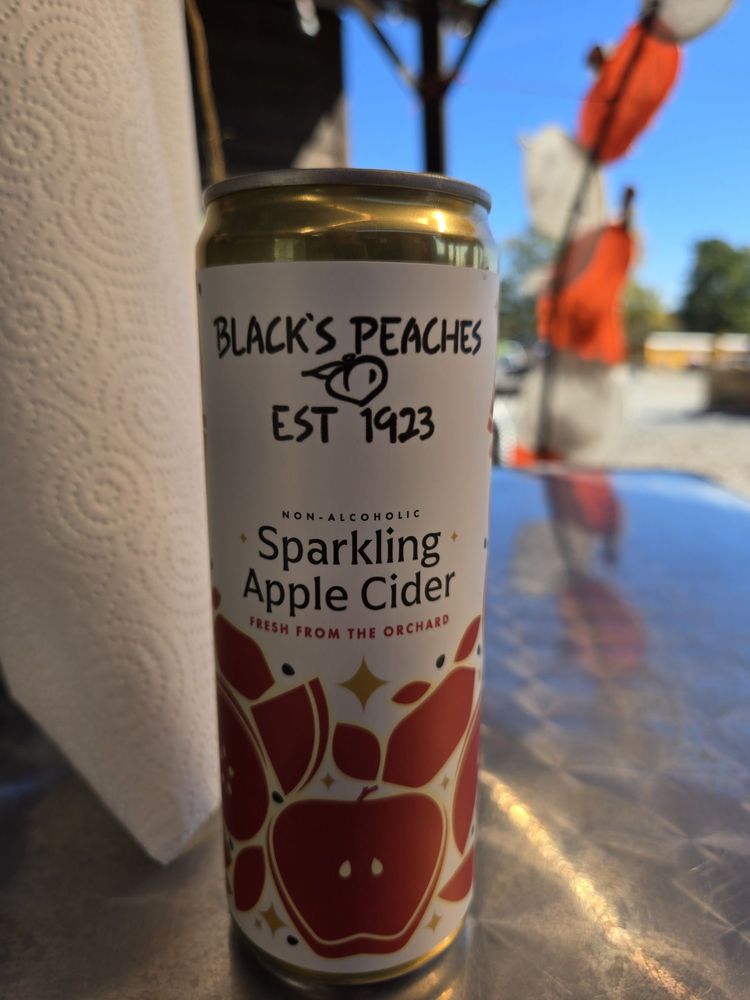 BLACK'S PEACHES
EST 1923
NON-ALCOHOLIC
Sparkling
Apple Cider
FRESH FROM THE ORCHARD